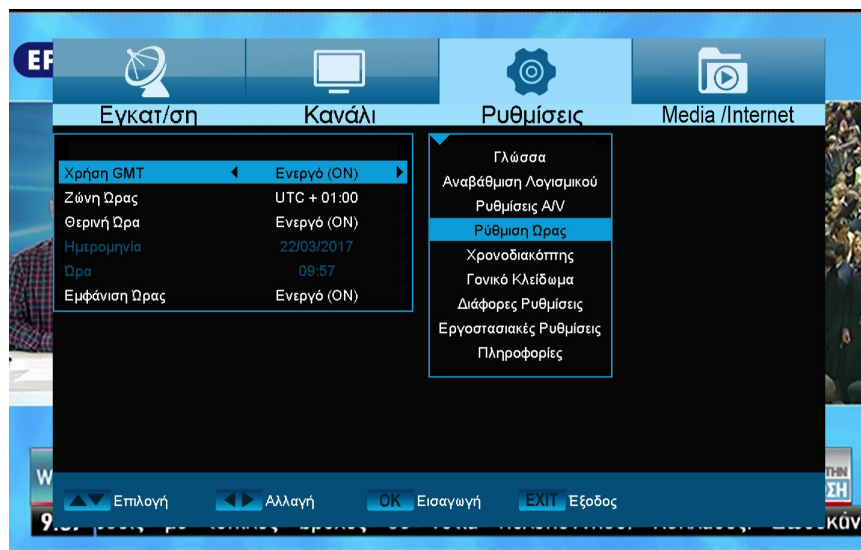 Εγκατ/ση Κανάλι Ρυθμίσεις Media /Internet
Χρήση GMT Ενεργό (ON)
Ζώνη Ώρας UTC + 01:00
Θερινή Ώρα Ενεργό (ON)
Ημερομηνία 22/03/2017
Ώρα 09:57
Εμφάνιση Ώρας Ενεργό (ON)
Γλώσσα
Αναβάθμιση Λογισμικού
Ρυθμίσεις A/V
Ρύθμιση Ώρας
Χρονοδιακόπτης
Γονικό Κλείδωμα
Διάφορες Ρυθμίσεις
Εργοστασιακές Ρυθμίσεις
Πληροφορίες
Επιλογή Αλλαγή OK Εισαγωγή EXIT Έξοδος